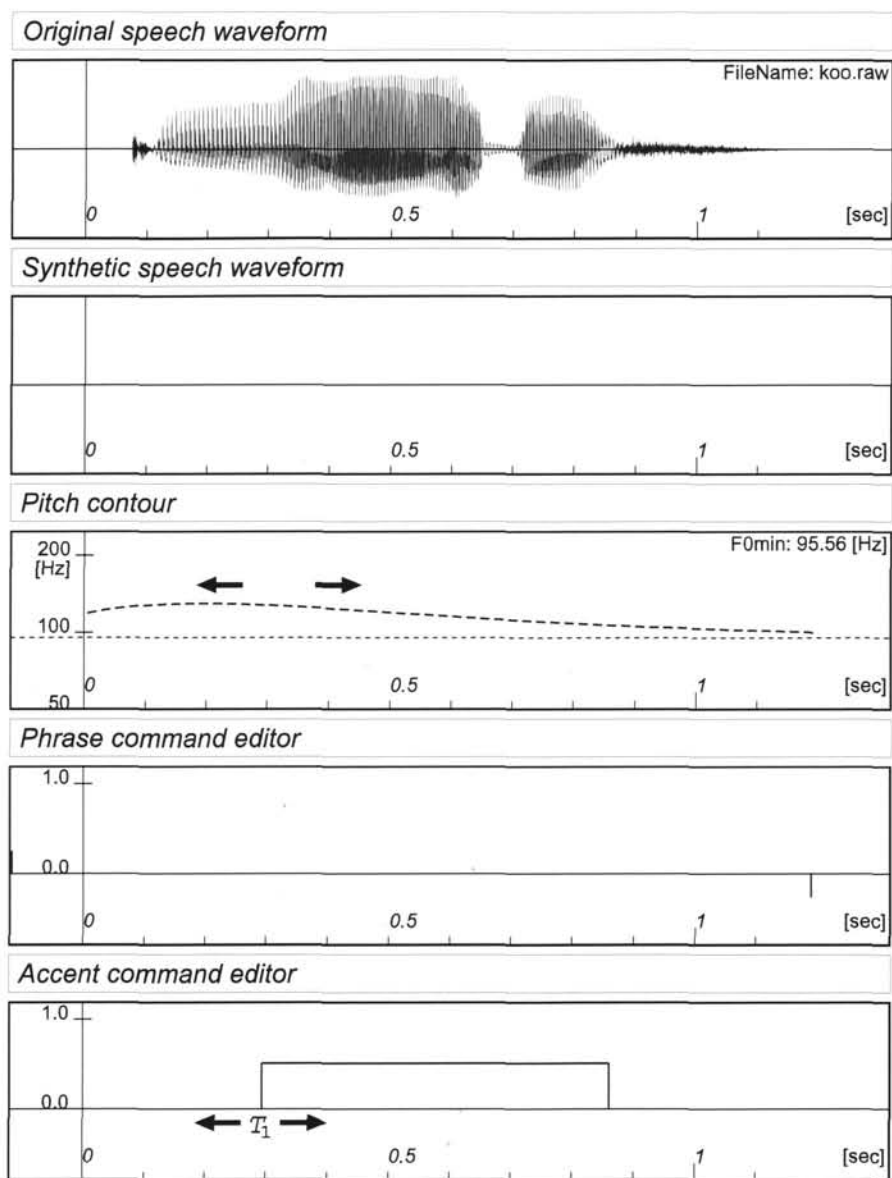 Original speech waveform
FileName: koo.raw
0 0.5 1 [sec]
Synthetic speech waveform
0 0.5 1 [sec]
Pitch contour
200
[Hz]
F0min: 95.56 [Hz]
100
50
0 0.5 1 [sec]
Phrase command editor
1.0
0.0
0 0.5 1 [sec]
Accent command editor
1.0
0.0
T1
0 0.5 1 [sec]